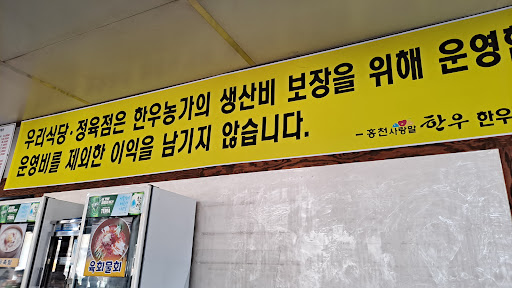 우리식당·정육점은 한우농가의 생산비 보장을 위해 운영
운영비를 제외한 이익을 남기지 않습니다.
- 홍천사랑말 한우 한우
육회물회